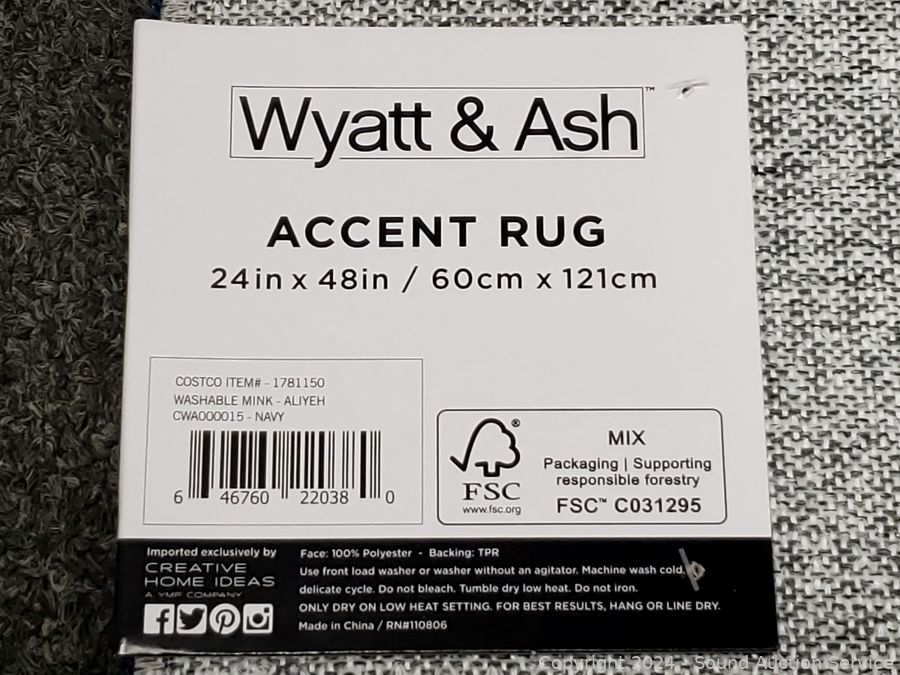 Wyatt & Ash™
ACCENT RUG
24in x 48in / 60cm x 121cm
COSTCO ITEM# - 1781150
WASHABLE MINK - ALIYEH
CWA000015 - NAVY
6 46760 22038 0
FSC®
www.fsc.org
MIX
Packaging | Supporting
responsible forestry
FSC™ C031295
Imported exclusively by
CREATIVE
HOME IDEAS
A YMF COMPANY
Face: 100% Polyester - Backing: TPR
Use front load washer or washer without an agitator. Machine wash cold,
delicate cycle. Do not bleach. Tumble dry low heat. Do not iron.
ONLY DRY ON LOW HEAT SETTING. FOR BEST RESULTS, HANG OR LINE DRY.
Made in China / RN#110806
Copyright 2024 - Sound Auction Service